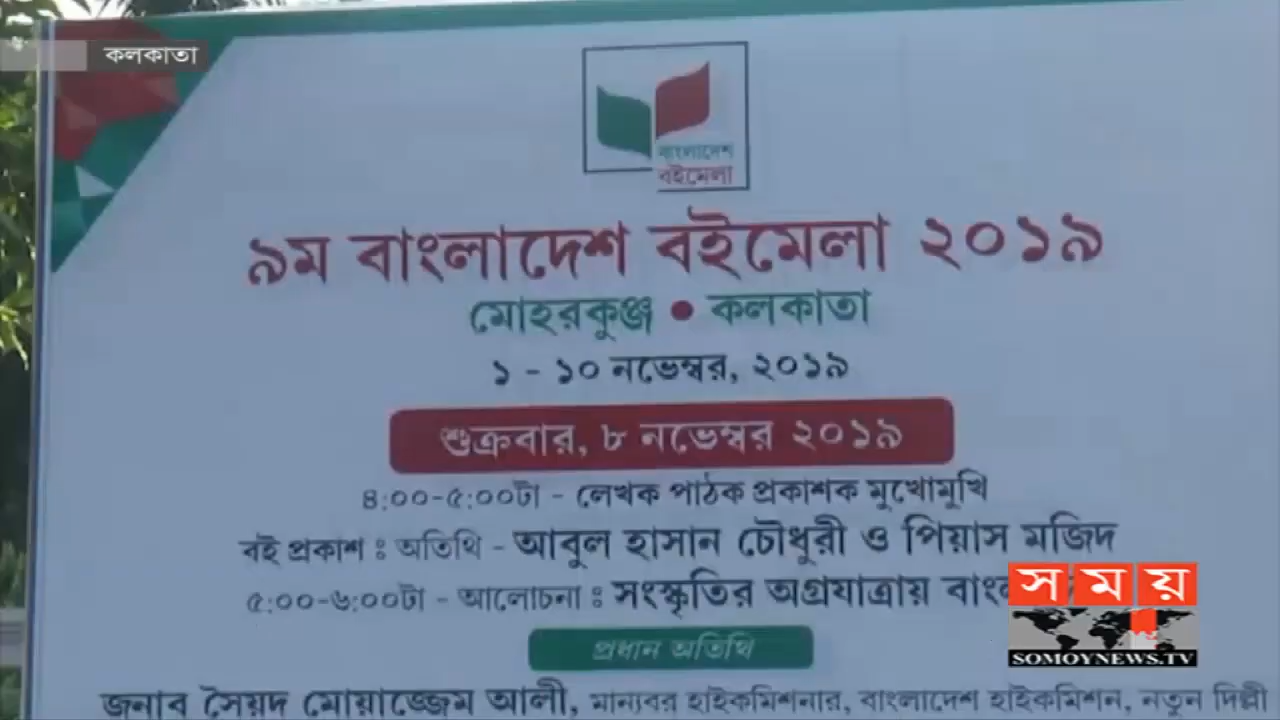 কলকাতা
বাংলাদেশ
বইমেলা
৯ম বাংলাদেশ বইমেলা ২০১৯
মোহরকুঞ্জ • কলকাতা
১ - ১০ নভেম্বর, ২০১৯
শুক্রবার, ৮ নভেম্বর ২০১৯
৪:০০-৫:০০টা - লেখক পাঠক প্রকাশক মুখোমুখি
বই প্রকাশ : অতিথি - আবুল হাসান চৌধুরী ও পিয়াস মজিদ
৫:০০-৬:০০টা - আলোচনা : সংস্কৃতির অগ্রযাত্রায়
সময়
SOMOYNEWS.TV
প্রধান অতিথি
জনাব সৈয়দ মোয়াজ্জেম আলী, মান্যবর হাইকমিশনার, বাংলাদেশ হাইকমিশন, নতুন দিল্লী